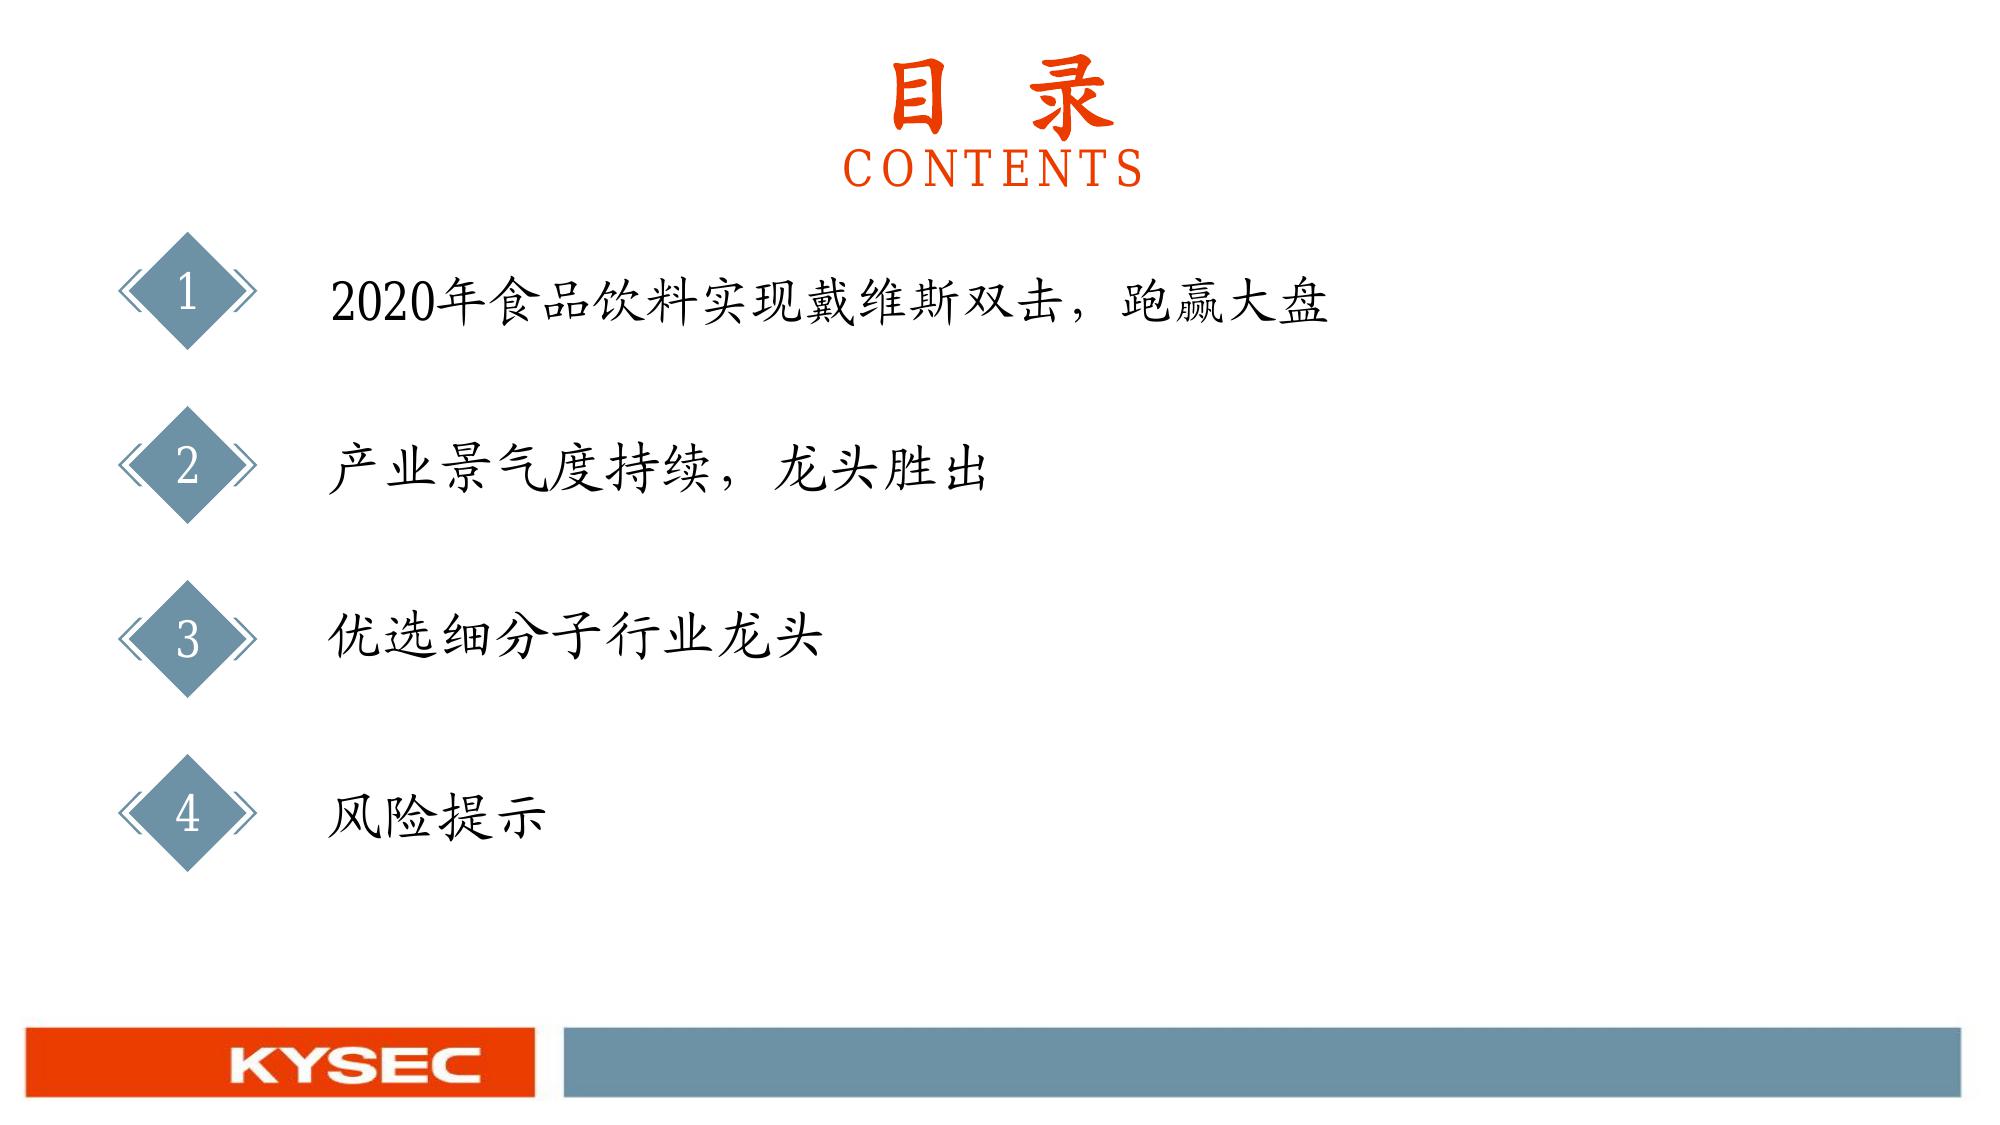 目 录
CONTENTS
1
2020年食品饮料实现戴维斯双击，跑赢大盘
2
产业景气度持续，龙头胜出
3
优选细分子行业龙头
4
风险提示
KYSEC